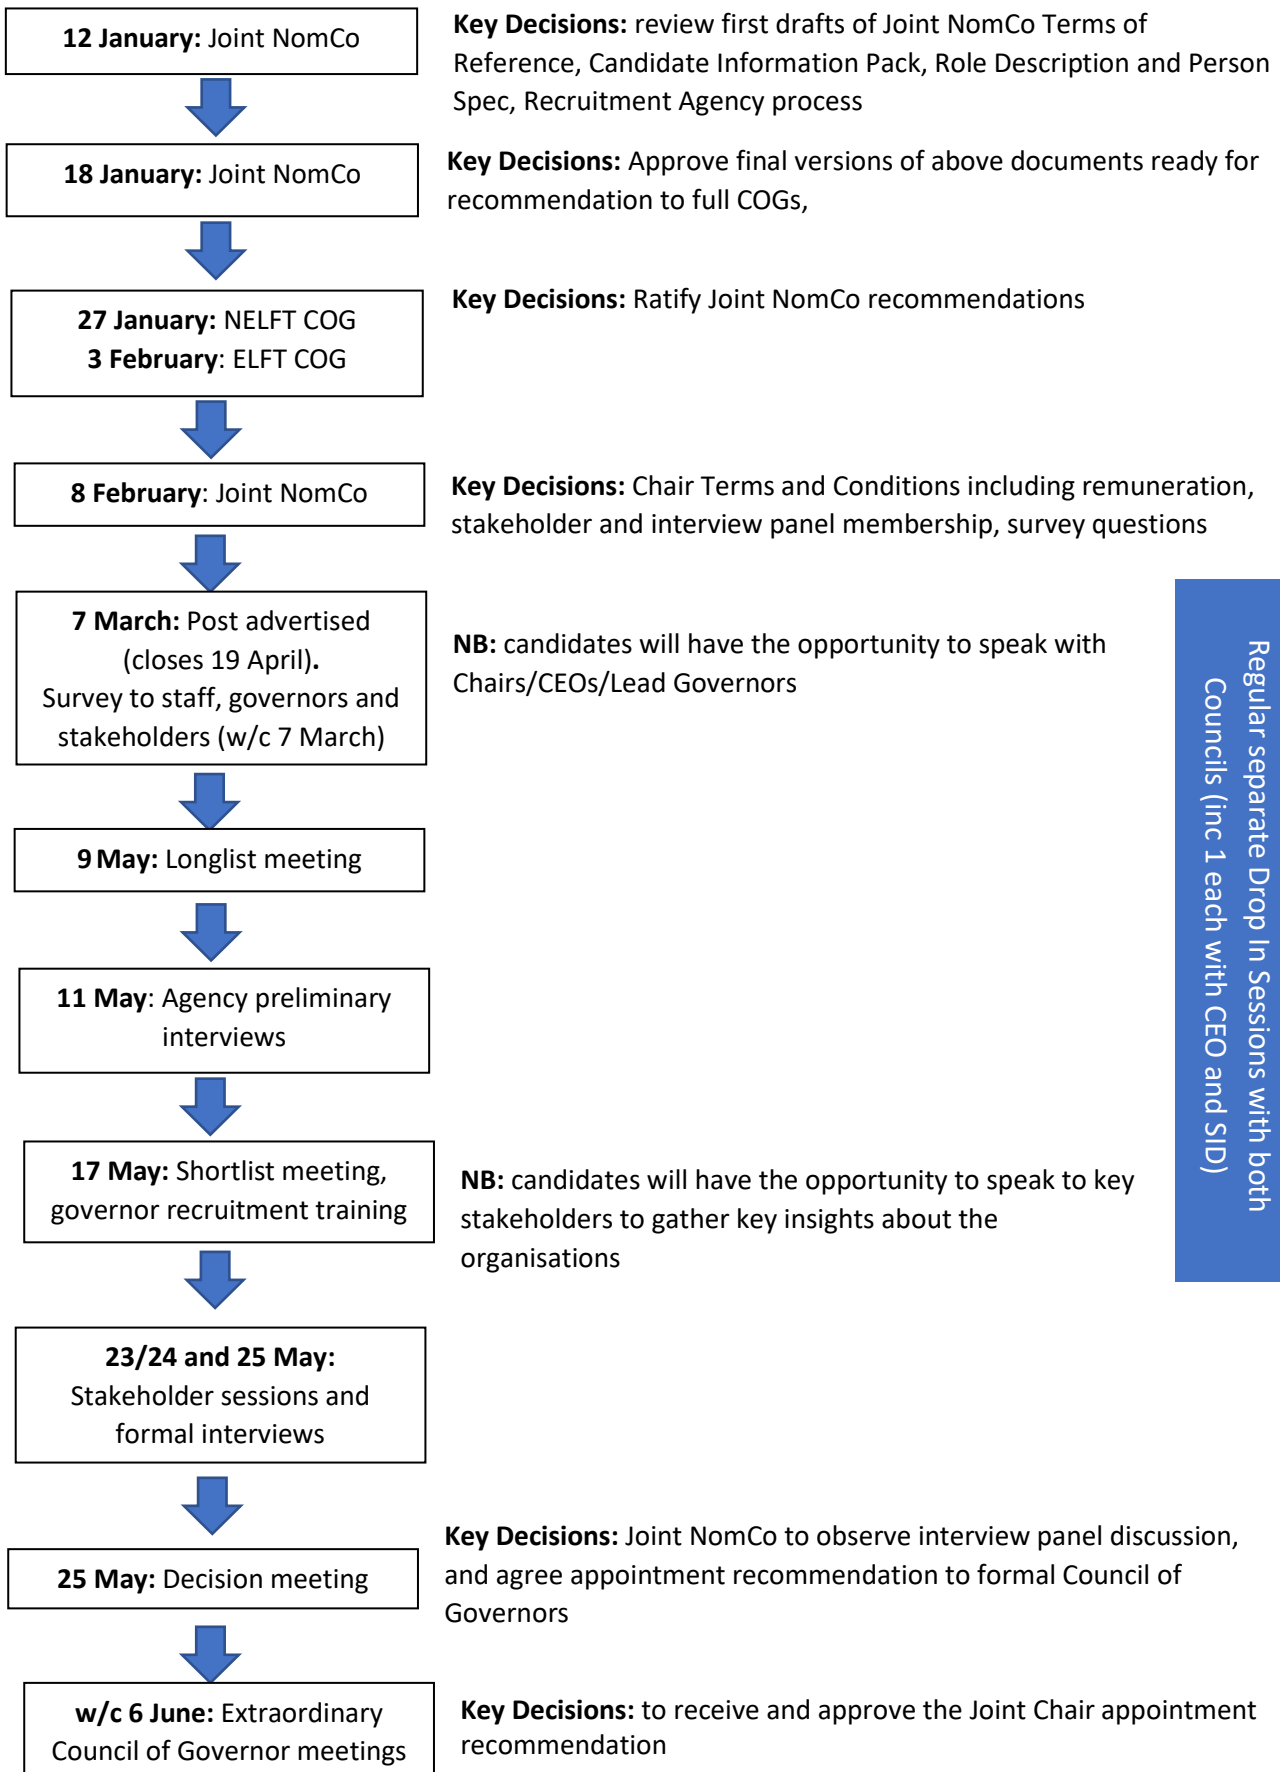 12 January: Joint NomCo
Key Decisions: review first drafts of Joint NomCo Terms of
Reference, Candidate Information Pack, Role Description and Person
Spec, Recruitment Agency process
18 January: Joint NomCo
Key Decisions: Approve final versions of above documents ready for
recommendation to full COGs,
27 January: NELFT COG
3 February: ELFT COG
Key Decisions: Ratify Joint NomCo recommendations
8 February: Joint NomCo
Key Decisions: Chair Terms and Conditions including remuneration,
stakeholder and interview panel membership, survey questions
7 March: Post advertised
(closes 19 April).
Survey to staff, governors and
stakeholders (w/c 7 March)
NB: candidates will have the opportunity to speak with
Chairs/CEOs/Lead Governors
Regular separate Drop In Sessions with both
Councils (inc 1 each with CEO and SID)
9 May: Longlist meeting
11 May: Agency preliminary
interviews
17 May: Shortlist meeting,
governor recruitment training
NB: candidates will have the opportunity to speak to key
stakeholders to gather key insights about the
organisations
23/24 and 25 May:
Stakeholder sessions and
formal interviews
25 May: Decision meeting
Key Decisions: Joint NomCo to observe interview panel discussion,
and agree appointment recommendation to formal Council of
Governors
w/c 6 June: Extraordinary
Council of Governor meetings
Key Decisions: to receive and approve the Joint Chair appointment
recommendation